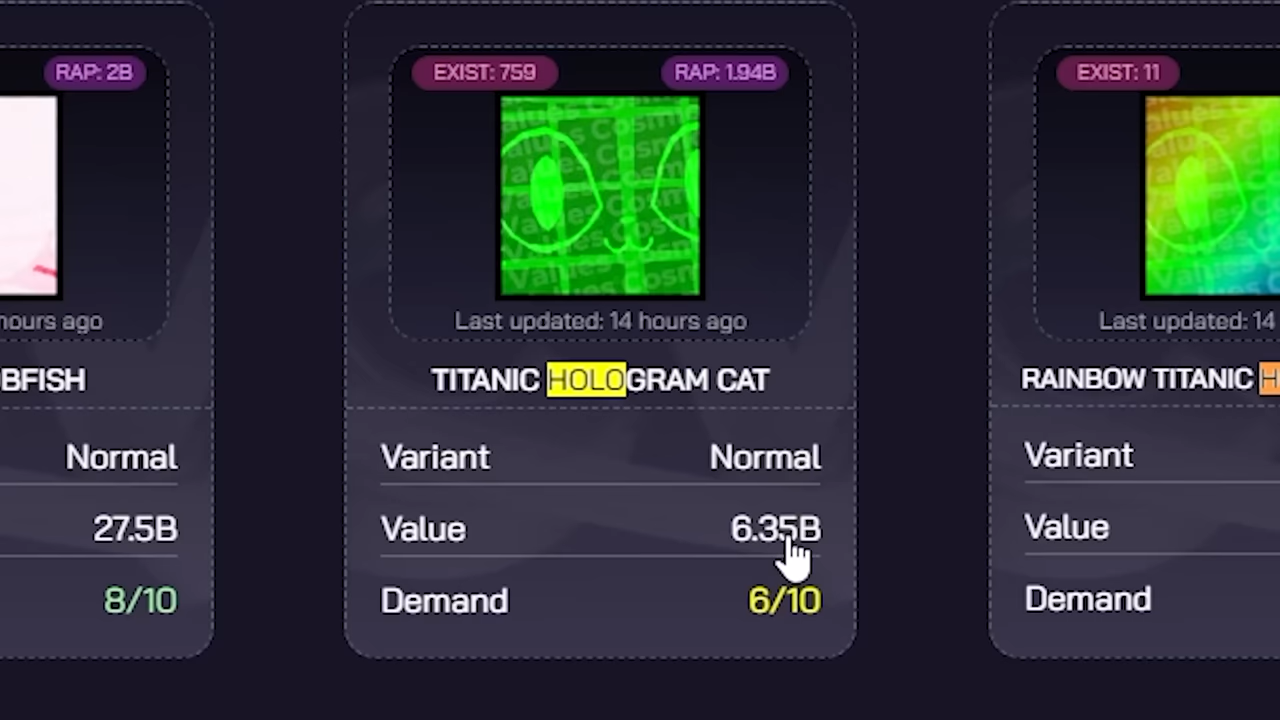 RAP: 2B
hours ago
BFISH
Normal
27.5B
8/10
EXIST: 759
RAP: 1.94B
Values Cosmic
Last updated: 14 hours ago
TITANIC HOLOGRAM CAT
Variant Normal
Value 6.35B
Demand 6/10
EXIST: 11
Last updated: 14
RAINBOW TITANIC H
Variant
Value
Demand